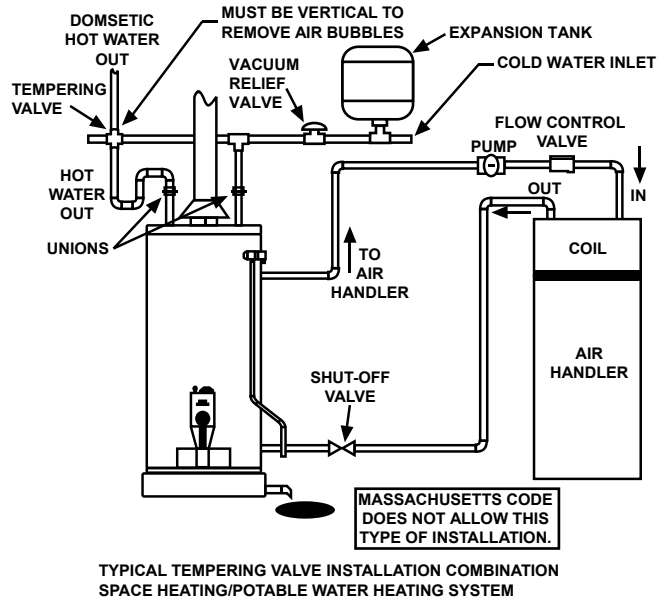 DOMSETIC
HOT WATER
OUT
MUST BE VERTICAL TO
REMOVE AIR BUBBLES
EXPANSION TANK
TEMPERING
VALVE
VACUUM
RELIEF
VALVE
COLD WATER INLET
FLOW CONTROL
VALVE
PUMP
HOT
WATER
OUT
OUT
IN
UNIONS
TO
AIR
HANDLER
COIL
AIR
HANDLER
SHUT-OFF
VALVE
MASSACHUSETTS CODE
DOES NOT ALLOW THIS
TYPE OF INSTALLATION.
TYPICAL TEMPERING VALVE INSTALLATION COMBINATION
SPACE HEATING/POTABLE WATER HEATING SYSTEM